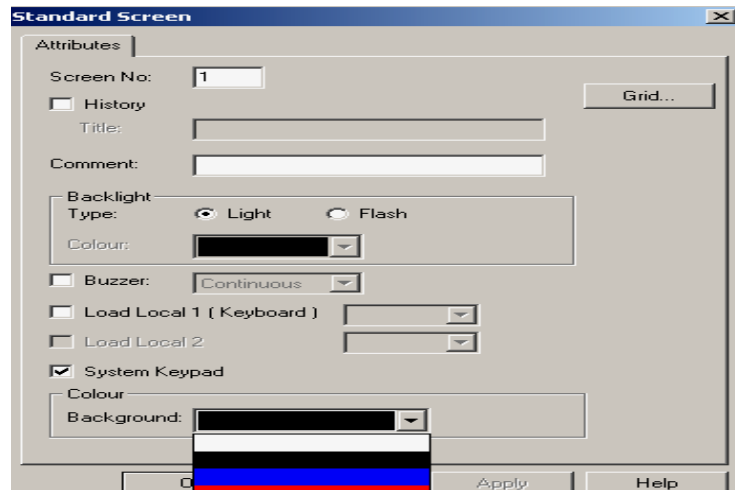 Standard Screen
Attributes
Screen No: 1
Grid...
History
Title:
Comment:
Backlight
Type: Light Flash
Colour:
Buzzer: Continuous
Load Local 1 ( Keyboard )
Load Local 2
System Keypad
Colour
Background:
Apply Help